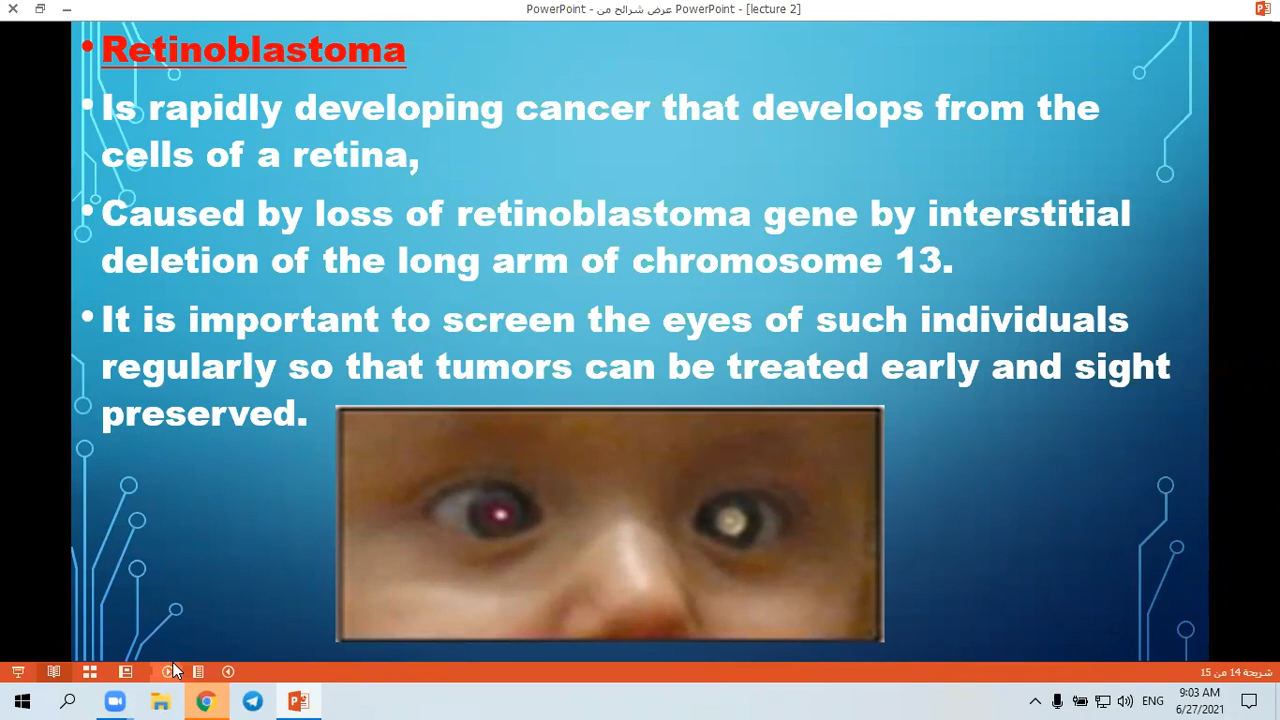 PowerPoint عرض شرائح من - PowerPoint - [lecture 2]
• Retinoblastoma
• Is rapidly developing cancer that develops from the
cells of a retina,
• Caused by loss of retinoblastoma gene by interstitial
deletion of the long arm of chromosome 13.
• It is important to screen the eyes of such individuals
regularly so that tumors can be treated early and sight
preserved.
شريحة 14 من 15
ENG
9:03 AM
6/27/2021